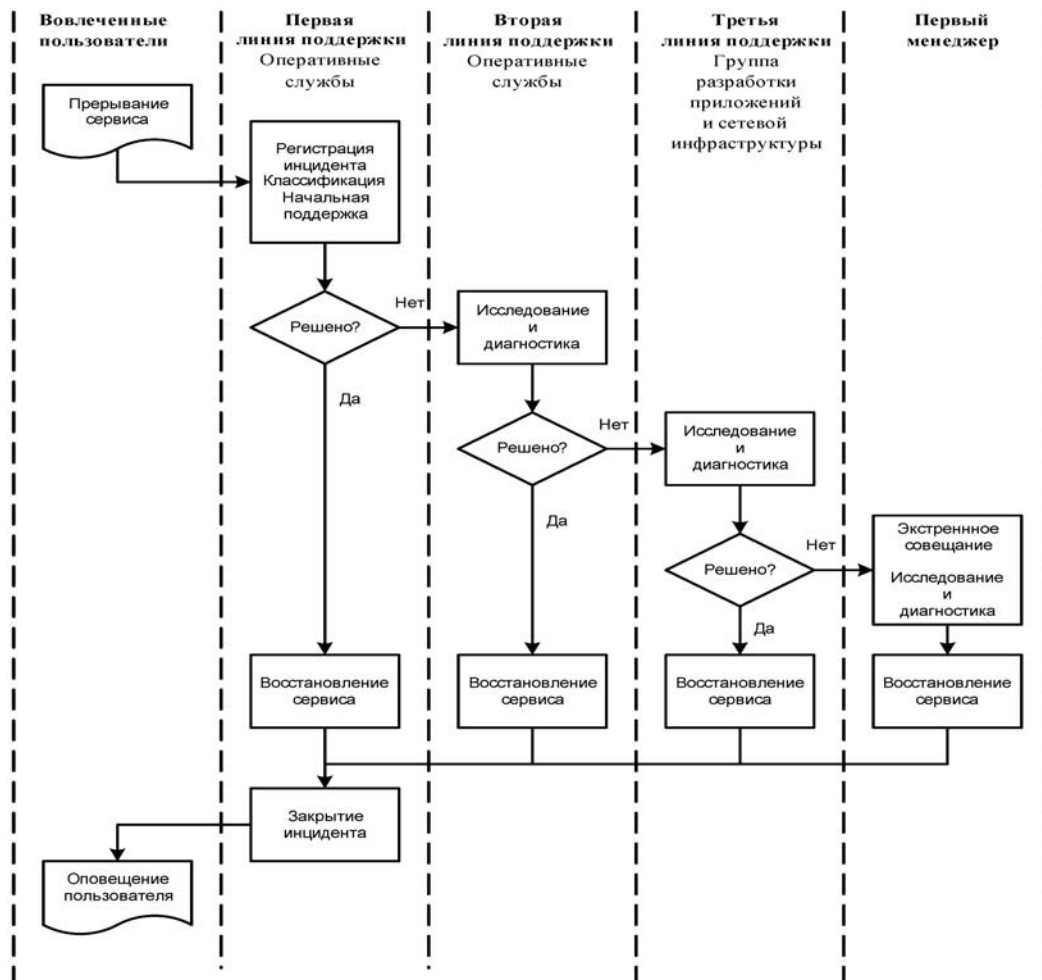 Вовлеченные
пользователи
Первая
линия поддержки
Оперативные
службы
Вторая
линия поддержки
Оперативные
службы
Третья
линия поддержки
Группа
разработки
приложений
и сетевой
инфраструктуры
Первый
менеджер
Прерывание
сервиса
Регистрация
инцидента
Классификация
Начальная
поддержка
Решено?
Нет
Да
Исследование
и
диагностика
Решено?
Нет
Да
Исследование
и
диагностика
Решено?
Нет
Да
Экстреннное
совещание
Исследование
и
диагностика
Восстановление
сервиса
Восстановление
сервиса
Восстановление
сервиса
Восстановление
сервиса
Закрытие
инцидента
Оповещение
пользователя